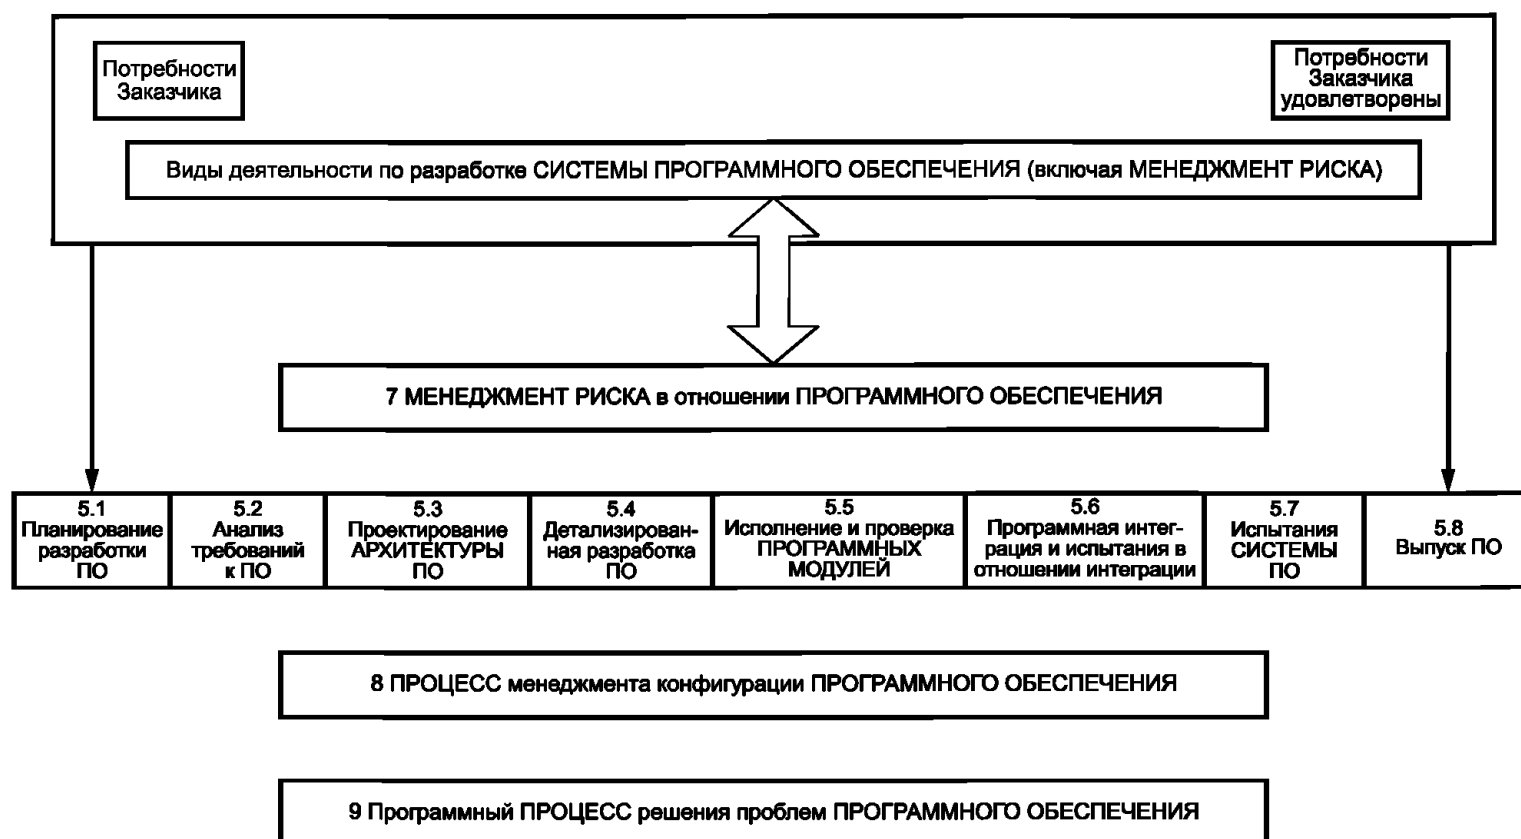 Потребности
Заказчика
Потребности
Заказчика
удовлетворены
Виды деятельности по разработке СИСТЕМЫ ПРОГРАММНОГО ОБЕСПЕЧЕНИЯ (включая МЕНЕДЖМЕНТ РИСКА)
7 МЕНЕДЖМЕНТ РИСКА в отношении ПРОГРАММНОГО ОБЕСПЕЧЕНИЯ
5.1
Планирование
разработки
ПО
5.2
Анализ
требований
к ПО
5.3
Проектирование
АРХИТЕКТУРЫ
ПО
5.4
Детализирован-
ная разработка
ПО
5.5
Исполнение и проверка
ПРОГРАММНЫХ
МОДУЛЕЙ
5.6
Программная интег-
рация и испытания в
отношении интеграции
5.7
Испытания
СИСТЕМЫ
ПО
5.8
Выпуск ПО
8 ПРОЦЕСС менеджмента конфигурации ПРОГРАММНОГО ОБЕСПЕЧЕНИЯ
9 Программный ПРОЦЕСС решения проблем ПРОГРАММНОГО ОБЕСПЕЧЕНИЯ